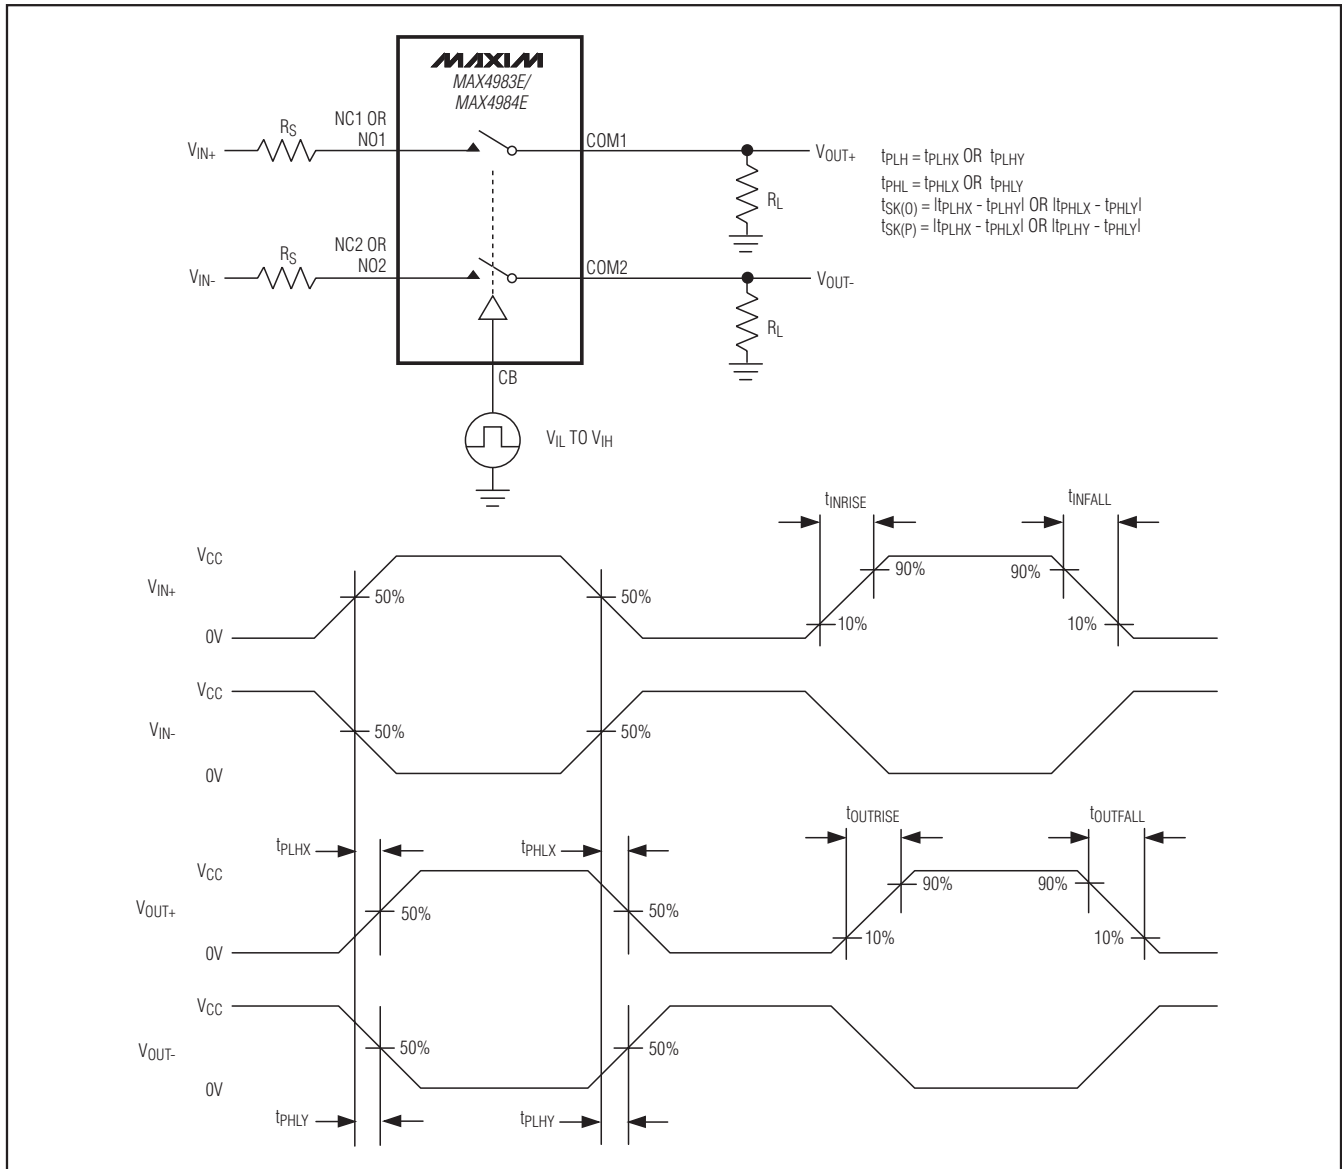 MAXIM
MAX4983E/
MAX4984E
NC1 OR
NO1
RS
VIN+
COM1
VOUT+
RL
tPLH = tPLHX OR tPLHY
tPHL = tPHLX OR tPHLY
tSK(O) = |tPLHX - tPLHY| OR |tPHLX - tPHLY|
tSK(P) = |tPLHX - tPHLX| OR |tPLHY - tPHLY|
NC2 OR
NO2
RS
VIN-
COM2
VOUT-
RL
CB
VIL TO VIH
tINRISE
tINFALL
VCC
VIN+
0V
50%
50%
90%
90%
10%
10%
VCC
VIN-
0V
50%
50%
tOUTRISE
tOUTFALL
tPLHX
tPHLX
VCC
VOUT+
0V
50%
50%
90%
90%
10%
10%
VCC
VOUT-
0V
50%
50%
tPHLY
tPLHY